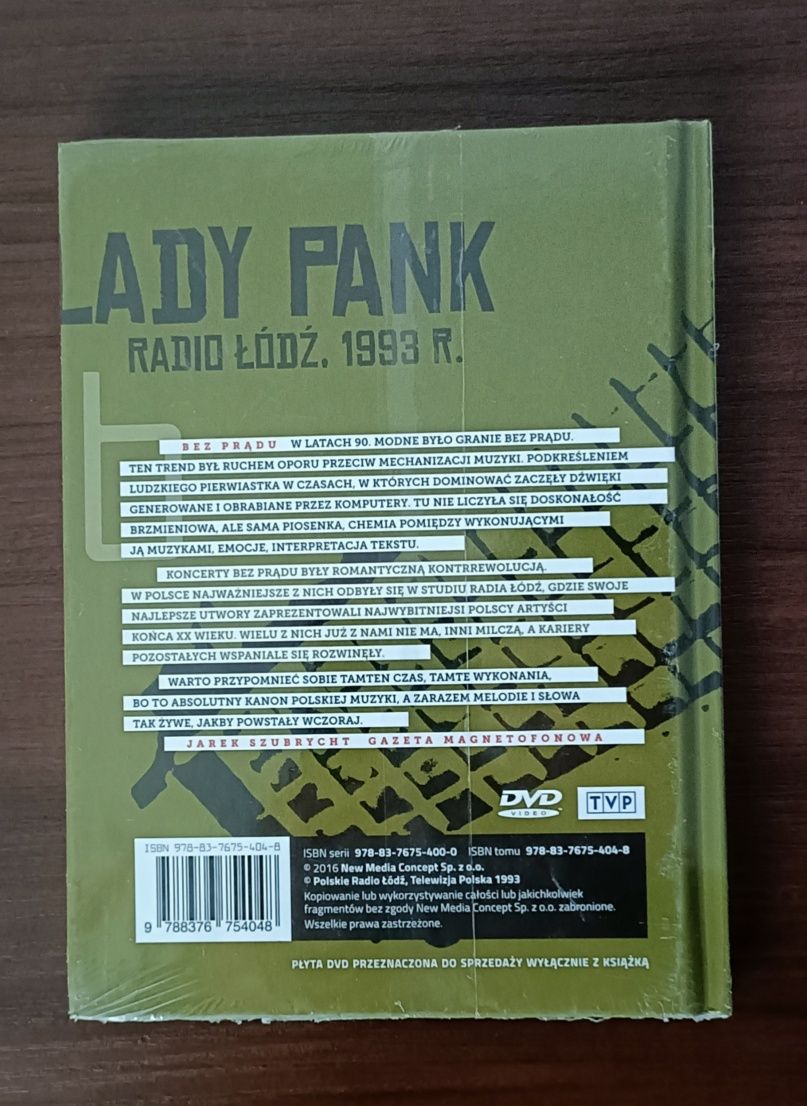 LADY PANK
RADIO ŁÓDŹ, 1993 R.
BEZ PRĄDU W LATACH 90. MODNE BYŁO GRANIE BEZ PRĄDU.
TEN TREND BYŁ RUCHEM OPORU PRZECIW MECHANIZACJI MUZYKI. PODKREŚLENIEM
LUDZKIEGO PIERWIASTKA W CZASACH, W KTÓRYCH DOMINOWAĆ ZACZĘŁY DŹWIĘKI
GENEROWANE I OBRABIANE PRZEZ KOMPUTERY. TU NIE LICZYŁA SIĘ DOSKONAŁOŚĆ
BRZMIENIOWA, ALE SAMA PIOSENKA, CHEMIA POMIĘDZY WYKONUJĄCYMI
JĄ MUZYKAMI, EMOCJE, INTERPRETACJA TEKSTU.
KONCERTY BEZ PRĄDU BYŁY ROMANTYCZNĄ KONTRREWOLUCJĄ.
W POLSCE NAJWAŻNIEJSZE Z NICH ODBYŁY SIĘ W STUDIU RADIA ŁÓDŹ, GDZIE SWOJE
NAJLEPSZE UTWORY ZAPREZENTOWALI NAJWYBITNIEJSI POLSCY ARTYŚCI
KOŃCA XX WIEKU. WIELU Z NICH JUŻ Z NAMI NIE MA, INNI MILCZĄ, A KARIERY
POZOSTAŁYCH WSPANIALE SIĘ ROZWINĘŁY.
WARTO PRZYPOMNIEĆ SOBIE TAMTEN CZAS, TAMTE WYKONANIA,
BO TO ABSOLUTNY KANON POLSKIEJ MUZYKI, A ZARAZEM MELODIE I SŁOWA
TAK ŻYWE, JAKBY POWSTAŁY WCZORAJ.
JAREK SZUBRYCHT GAZETA MAGNETOFONOWA
DVD
VIDEO
TVP
ISBN 978-83-7675-404-8
9 788376 754048
ISBN serii 978-83-7675-400-0 ISBN tomu 978-83-7675-404-8
© 2016 New Media Concept Sp. z o.o.
© Polskie Radio Łódź, Telewizja Polska 1993
Kopiowanie lub wykorzystywanie całości lub jakichkolwiek
fragmentów bez zgody New Media Concept Sp. z o.o. zabronione.
Wszelkie prawa zastrzeżone.
PŁYTA DVD PRZEZNACZONA DO SPRZEDAŻY WYŁĄCZNIE Z KSIĄŻKĄ